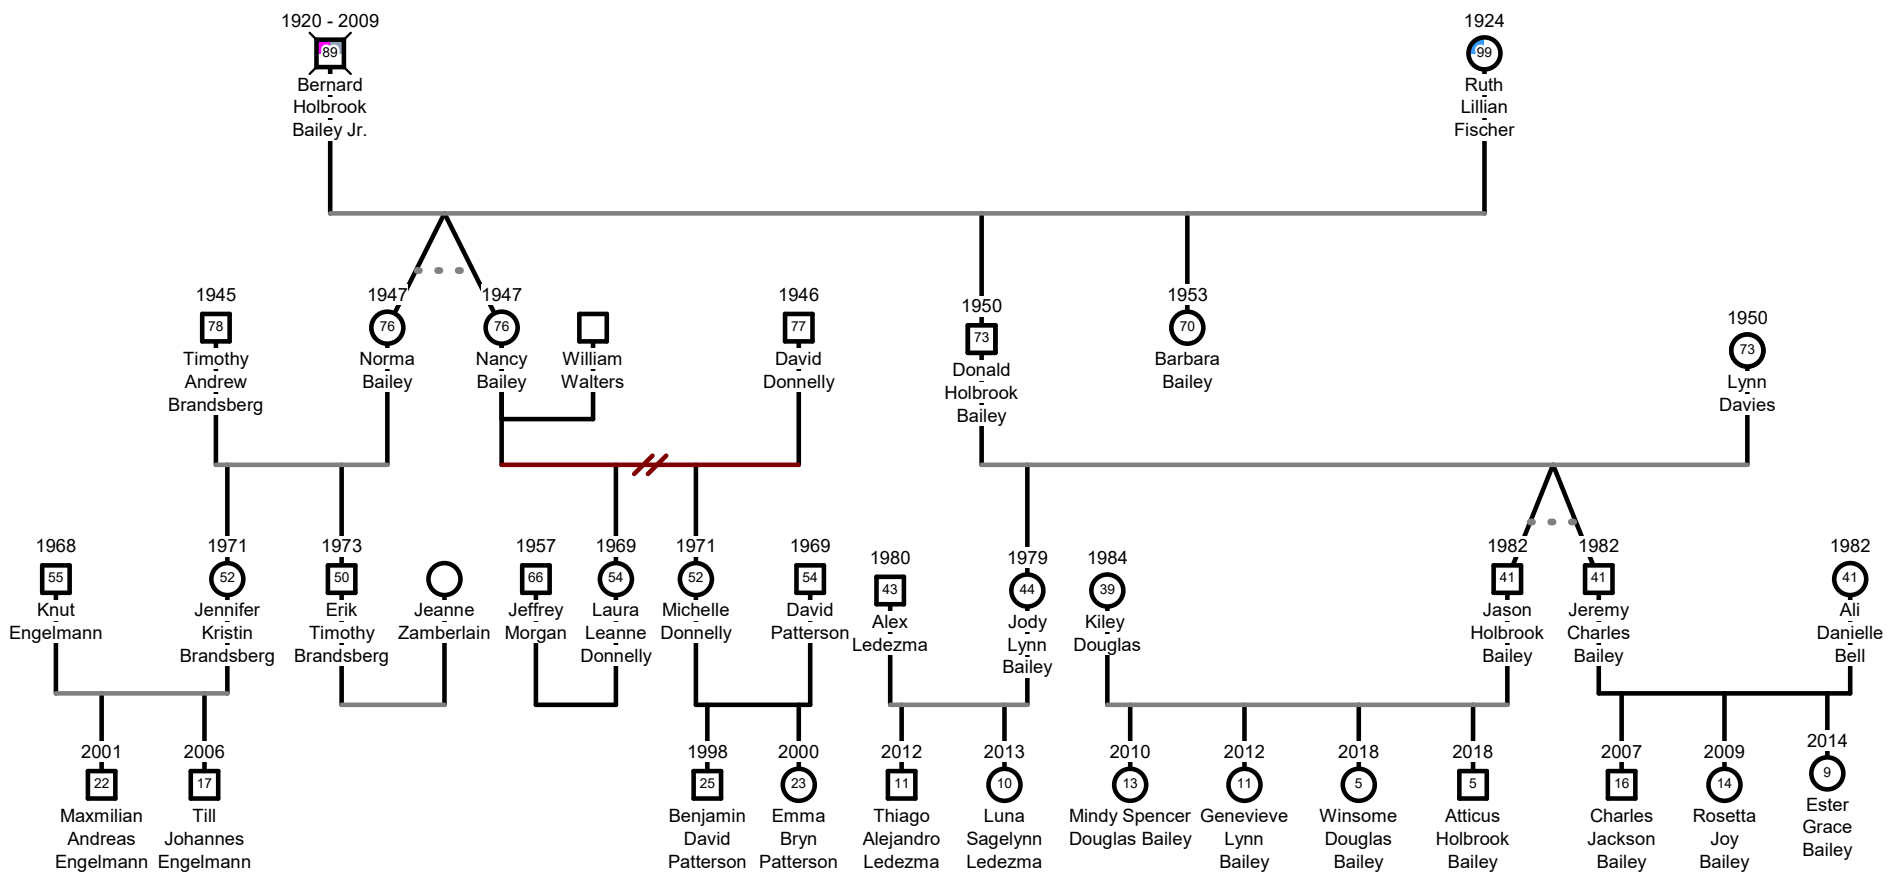 1920 - 2009
89
Bernard
Holbrook
Bailey Jr.
1924
99
Ruth
Lillian
Fischer
1945
78
Timothy
Andrew
Brandsberg
1947
76
Norma
Bailey
1947
76
Nancy
Bailey
William
Walters
1946
77
David
Donnelly
1950
73
Donald
Holbrook
Bailey
1953
70
Barbara
Bailey
1950
73
Lynn
Davies
1968
55
Knut
Engelmann
1971
52
Jennifer
Kristin
Brandsberg
1973
50
Erik
Timothy
Brandsberg
Jeanne
Zamberlain
1957
66
Jeffrey
Morgan
1969
54
Laura
Leanne
Donnelly
1971
52
Michelle
Donnelly
1969
54
David
Patterson
1980
43
Alex
Ledezma
1979
44
Jody
Lynn
Bailey
1984
39
Kiley
Douglas
1982
41
Jason
Holbrook
Bailey
1982
41
Jeremy
Charles
Bailey
1982
41
Ali
Danielle
Bell
2001
22
Maxmilian
Andreas
Engelmann
2006
17
Till
Johannes
Engelmann
1998
25
Benjamin
David
Patterson
2000
23
Emma
Bryn
Patterson
2012
11
Thiago
Alejandro
Ledezma
2013
10
Luna
Sagelynn
Ledezma
2010
13
Mindy Spencer
Douglas Bailey
2012
11
Genevieve
Lynn
Bailey
2018
5
Winsome
Douglas
Bailey
2018
5
Atticus
Holbrook
Bailey
2007
16
Charles
Jackson
Bailey
2009
14
Rosetta
Joy
Bailey
2014
9
Ester
Grace
Bailey